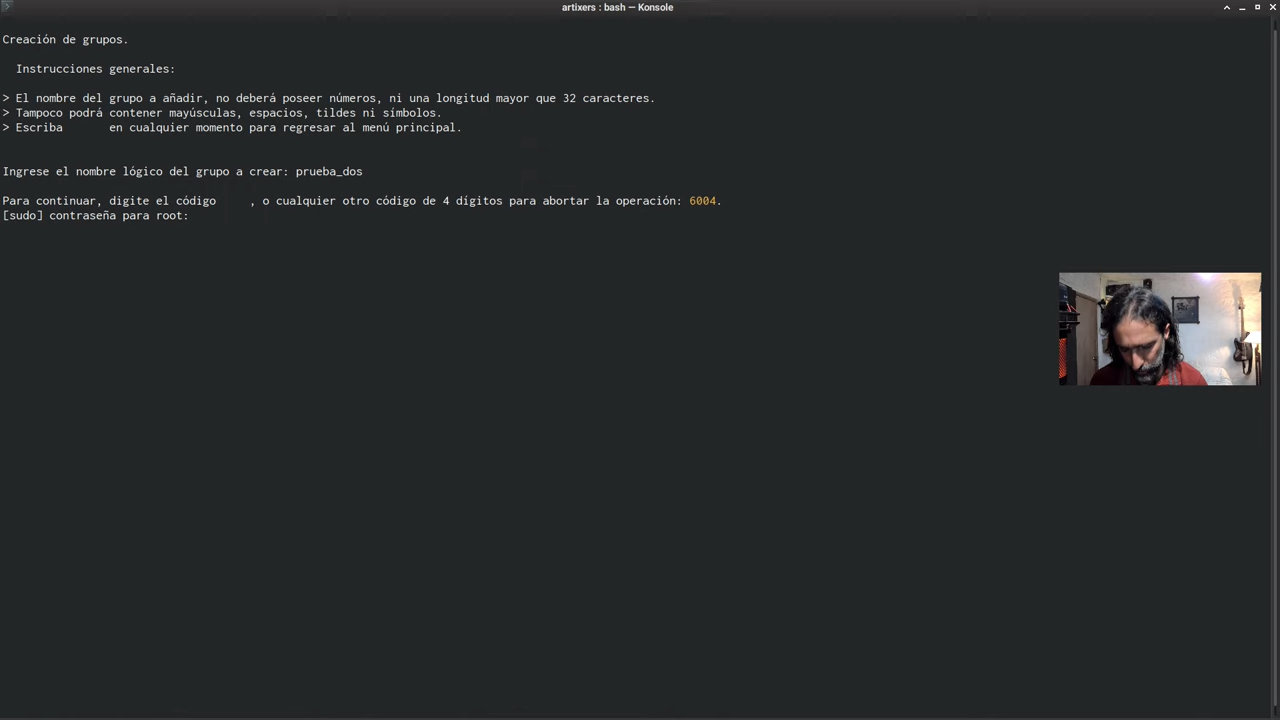 artixers : bash — Konsole
Creación de grupos.
Instrucciones generales:
> El nombre del grupo a añadir, no deberá poseer números, ni una longitud mayor que 32 caracteres.
> Tampoco podrá contener mayúsculas, espacios, tildes ni símbolos.
> Escriba en cualquier momento para regresar al menú principal.
Ingrese el nombre lógico del grupo a crear: prueba_dos
Para continuar, digite el código , o cualquier otro código de 4 dígitos para abortar la operación: 6004.
[sudo] contraseña para root: